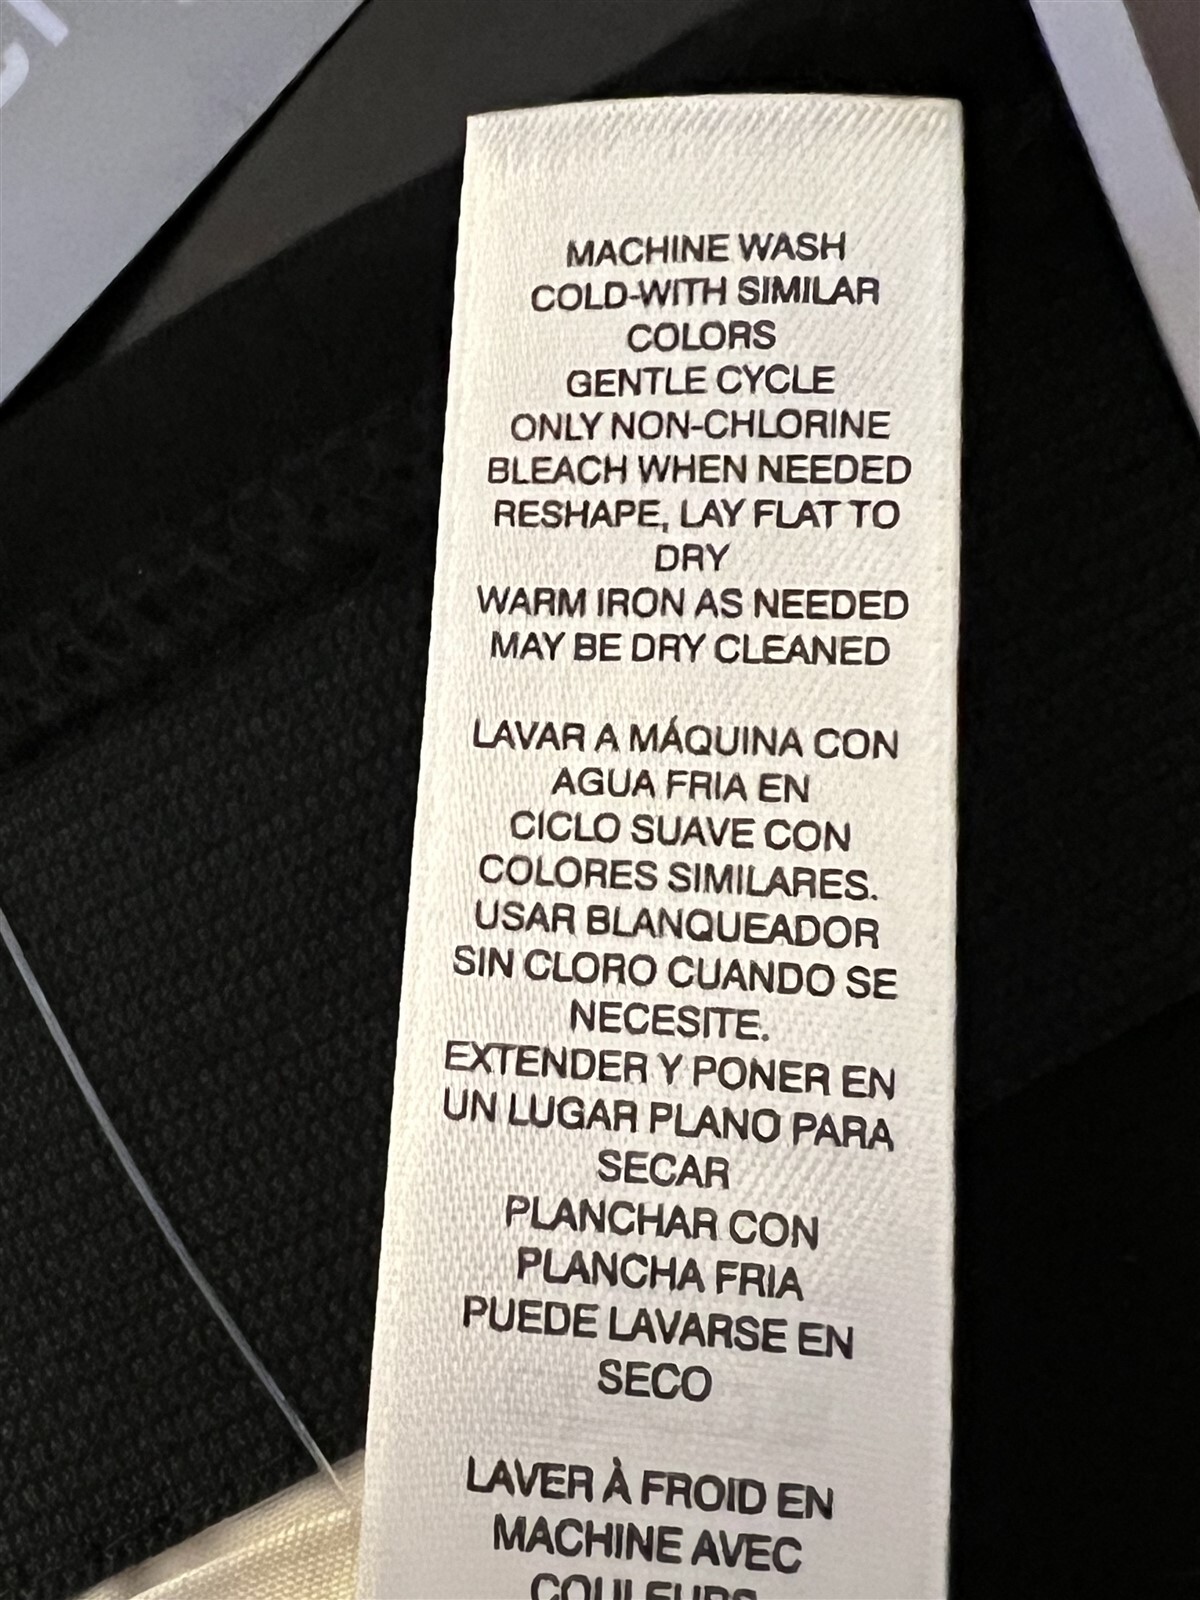 MACHINE WASH
COLD-WITH SIMILAR
COLORS
GENTLE CYCLE
ONLY NON-CHLORINE
BLEACH WHEN NEEDED
RESHAPE, LAY FLAT TO
DRY
WARM IRON AS NEEDED
MAY BE DRY CLEANED
LAVAR A MÁQUINA CON
AGUA FRIA EN
CICLO SUAVE CON
COLORES SIMILARES.
USAR BLANQUEADOR
SIN CLORO CUANDO SE
NECESITE.
EXTENDER Y PONER EN
UN LUGAR PLANO PARA
SECAR
PLANCHAR CON
PLANCHA FRIA
PUEDE LAVARSE EN
SECO
LAVER À FROID EN
MACHINE AVEC
COULEURS